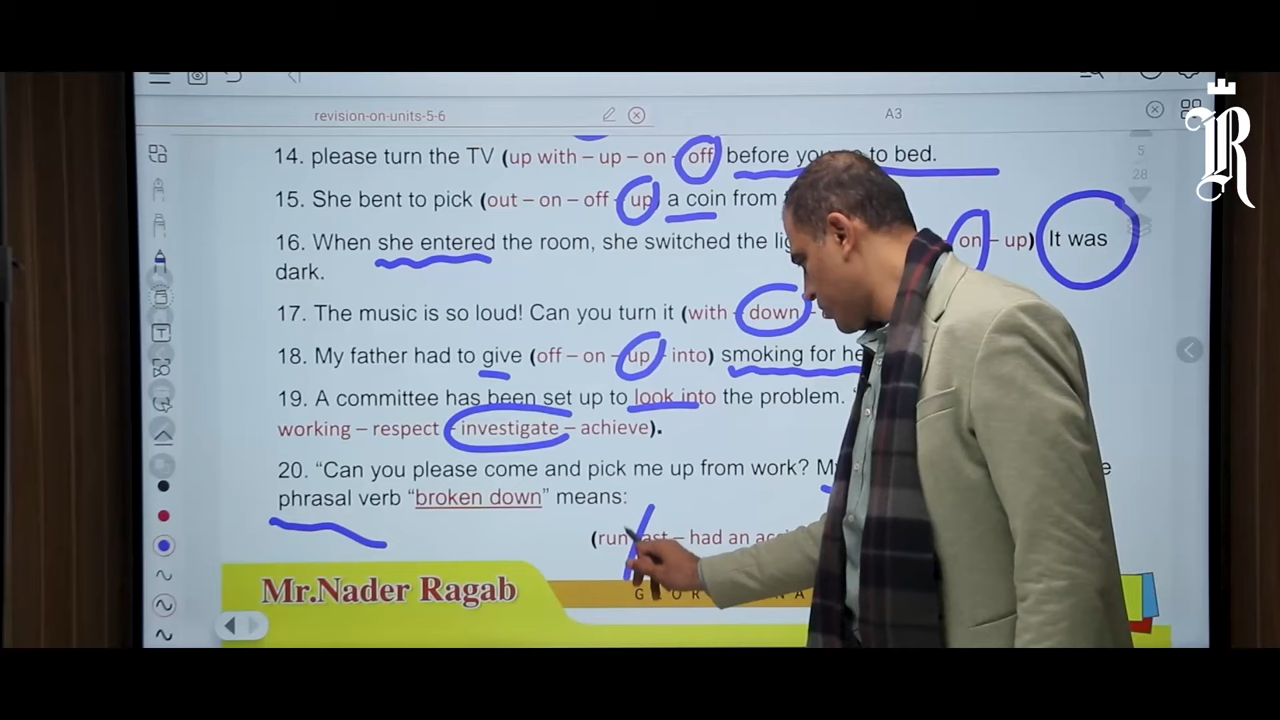 R
revision-on-units-5-6
A3
5
28
14. please turn the TV (up with – up – on – off before you to bed.
15. She bent to pick (out – on – off – up a coin from
16. When she entered the room, she switched the on – up) It was
dark.
17. The music is so loud! Can you turn it (with – down –
18. My father had to give (off – on – up – into) smoking for
19. A committee has been set up to look into the problem.
working – respect – investigate – achieve).
20. “Can you please come and pick me up from work?
phrasal verb “broken down” means:
(run – had an
Mr.Nader Ragab